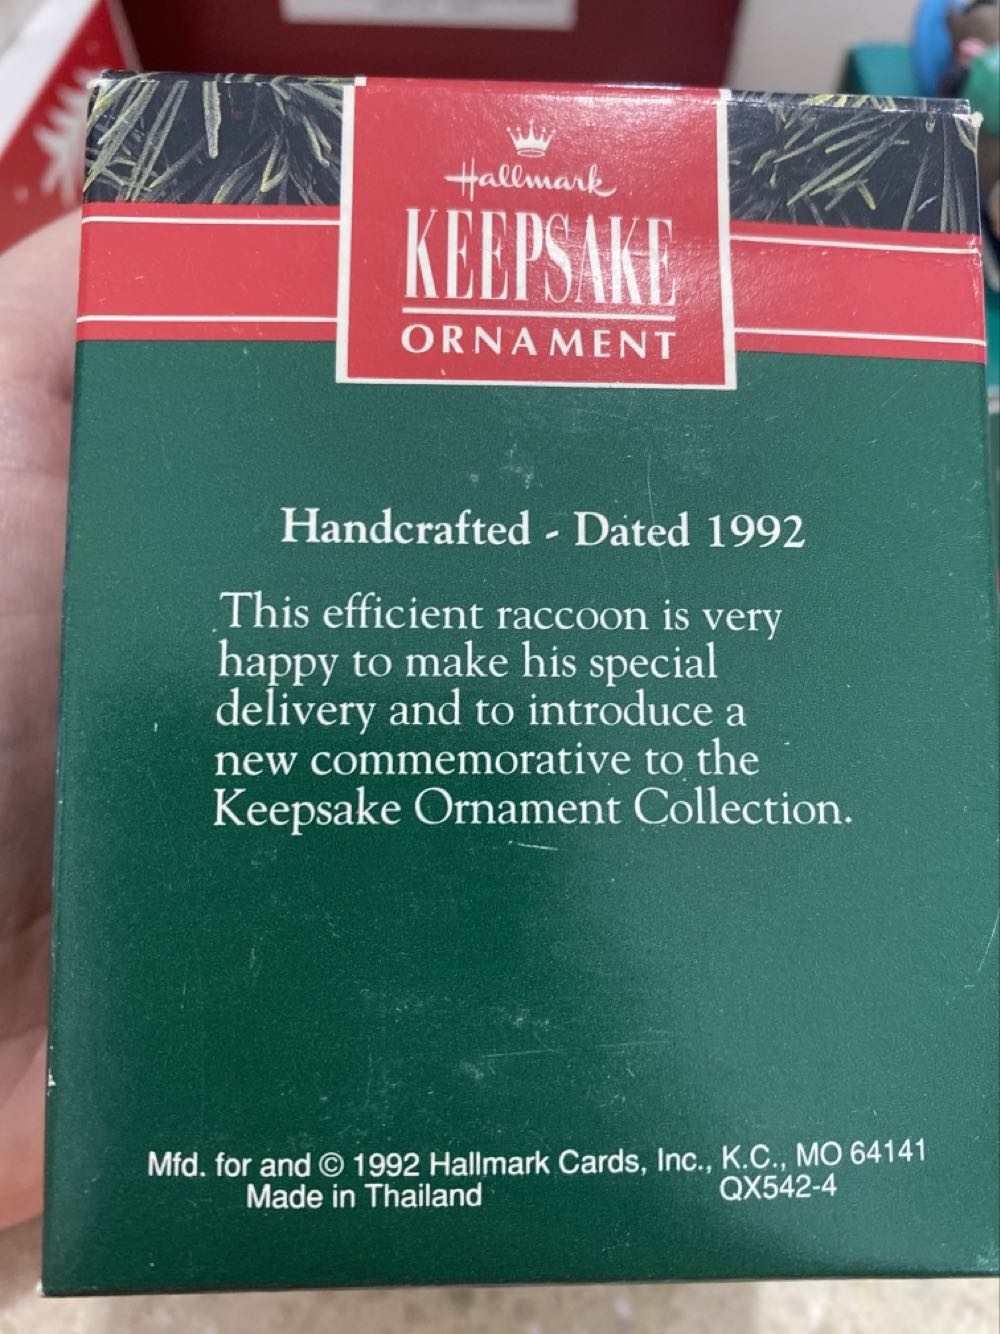 Hallmark
KEEPSAKE
ORNAMENT
Handcrafted - Dated 1992
This efficient raccoon is very
happy to make his special
delivery and to introduce a
new commemorative to the
Keepsake Ornament Collection.
Mfd. for and © 1992 Hallmark Cards, Inc., K.C., MO 64141
Made in Thailand QX542-4